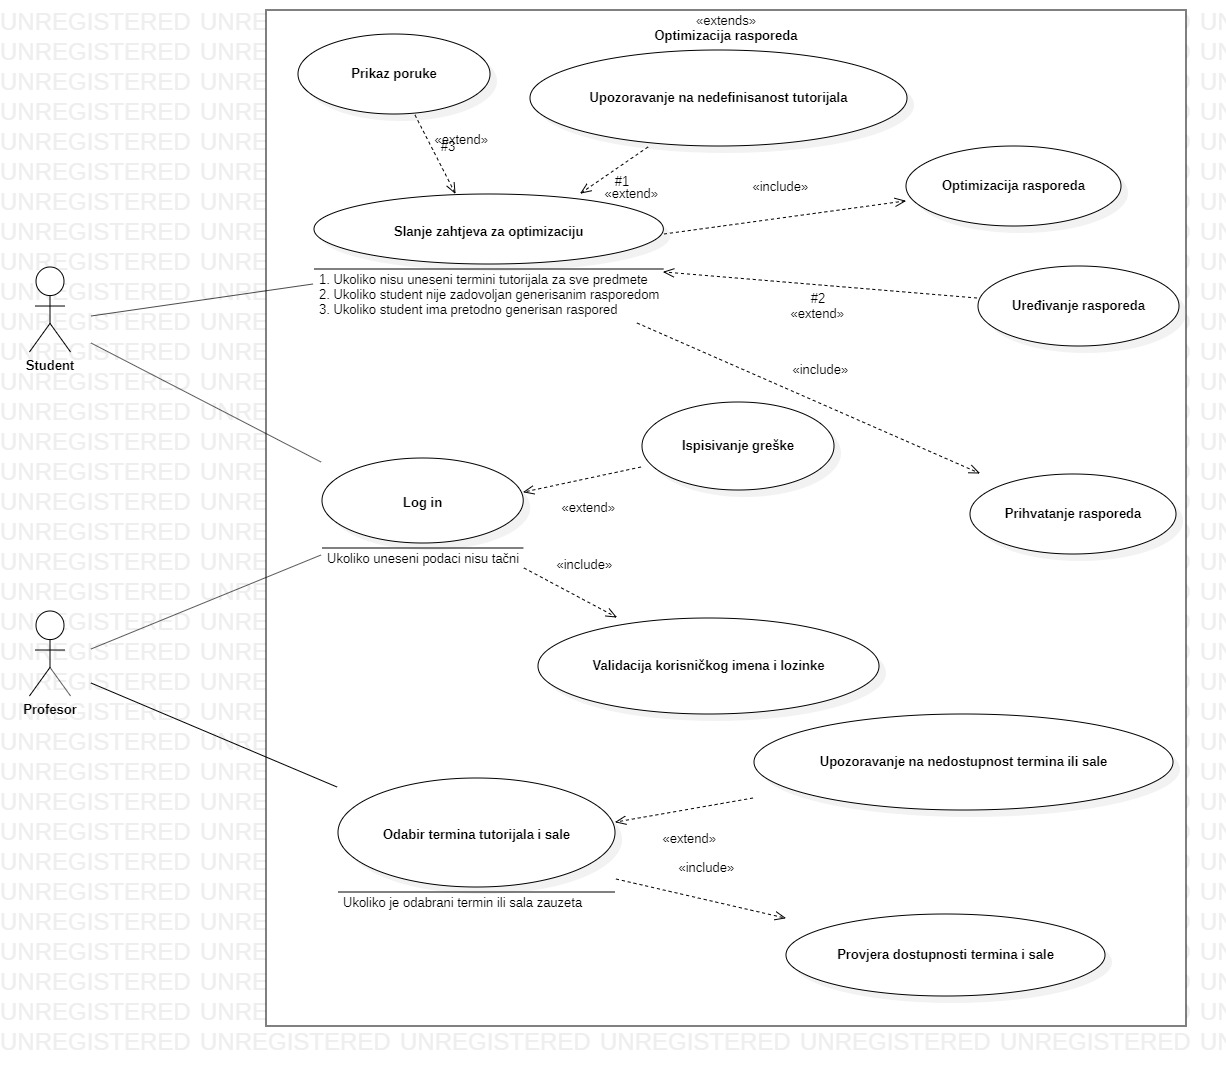 «extends»
Optimizacija rasporeda
Prikaz poruke
Upozoravanje na nedefinisanost tutorijala
«extend»
#3
#1
«extend»
«include»
Optimizacija rasporeda
Slanje zahtjeva za optimizaciju
1. Ukoliko nisu uneseni termini tutorijala za sve predmete
2. Ukoliko student nije zadovoljan generisanim rasporedom
3. Ukoliko student ima pretodno generisan raspored
#2
«extend»
Uređivanje rasporeda
Student
«include»
Ispisivanje greške
Log in
«extend»
Prihvatanje rasporeda
Ukoliko uneseni podaci nisu tačni
«include»
Validacija korisničkog imena i lozinke
Profesor
Upozoravanje na nedostupnost termina ili sale
Odabir termina tutorijala i sale
«extend»
«include»
Ukoliko je odabrani termin ili sala zauzeta
Provjera dostupnosti termina i sale
UNREGISTERED UNREGISTERED UNREGISTERED UNREGISTERED UNREGISTERED UNREGISTERED